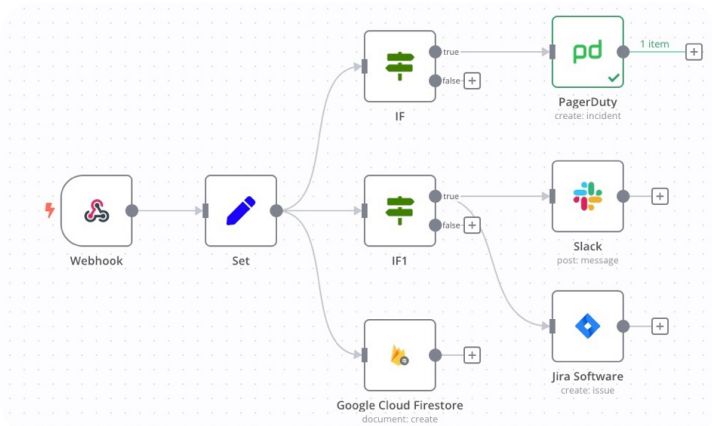 pd
1 item
true
false
IF
PagerDuty
create: incident
true
false
Webhook
Set
IF1
Slack
post: message
Google Cloud Firestore
document: create
Jira Software
create: issue